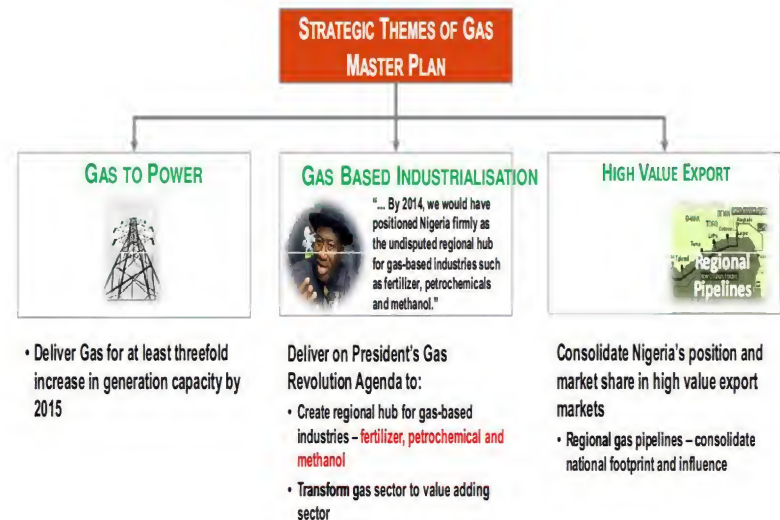 STRATEGIC THEMES OF GAS
MASTER PLAN
GAS TO POWER
• Deliver Gas for at least threefold
increase in generation capacity by
2015
GAS BASED INDUSTRIALISATION
"... By 2014, we would have
positioned Nigeria firmly as
the undisputed regional hub
for gas-based industries such
as fertilizer, petrochemicals
and methanol."
Deliver on President's Gas
Revolution Agenda to:
• Create regional hub for gas-based
industries – fertilizer, petrochemical and
methanol
• Transform gas sector to value adding
sector
HIGH VALUE EXPORT
Regional
Pipelines
Consolidate Nigeria's position and
market share in high value export
markets
• Regional gas pipelines – consolidate
national footprint and influence